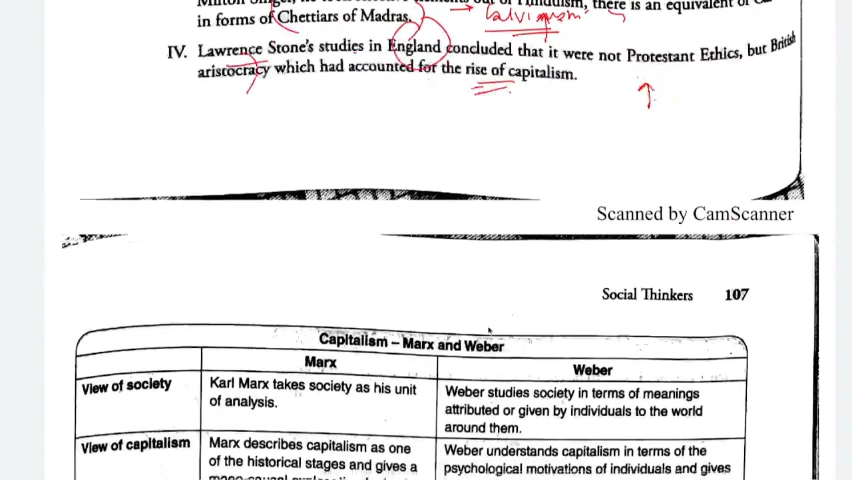 in forms of Chettiars of Madras.
Calvinism
there is an equivalent of
IV. Lawrence Stone's studies in England concluded that it were not Protestant Ethics, but British
aristocracy which had accounted for the rise of capitalism.
Scanned by CamScanner
Social Thinkers 107
Capitalism – Marx and Weber
Marx Weber
View of society Karl Marx takes society as his unit of analysis. Weber studies society in terms of meanings
attributed or given by individuals to the world
around them.
View of capitalism Marx describes capitalism as one
of the historical stages and gives a
Weber understands capitalism in terms of the
psychological motivations of individuals and gives